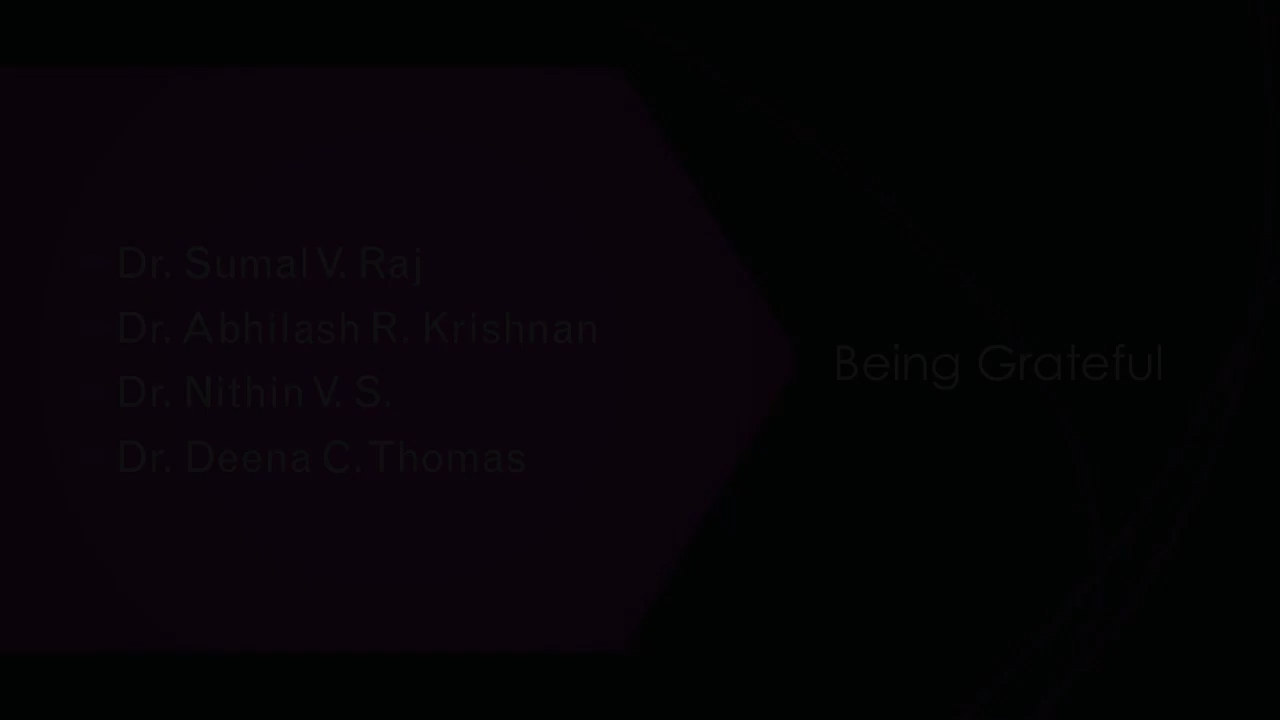 Dr. Sumal V. Raj
Dr. Abhilash R. Krishnan
Dr. Nithin V. S.
Dr. Deena C. Thomas
Being Grateful